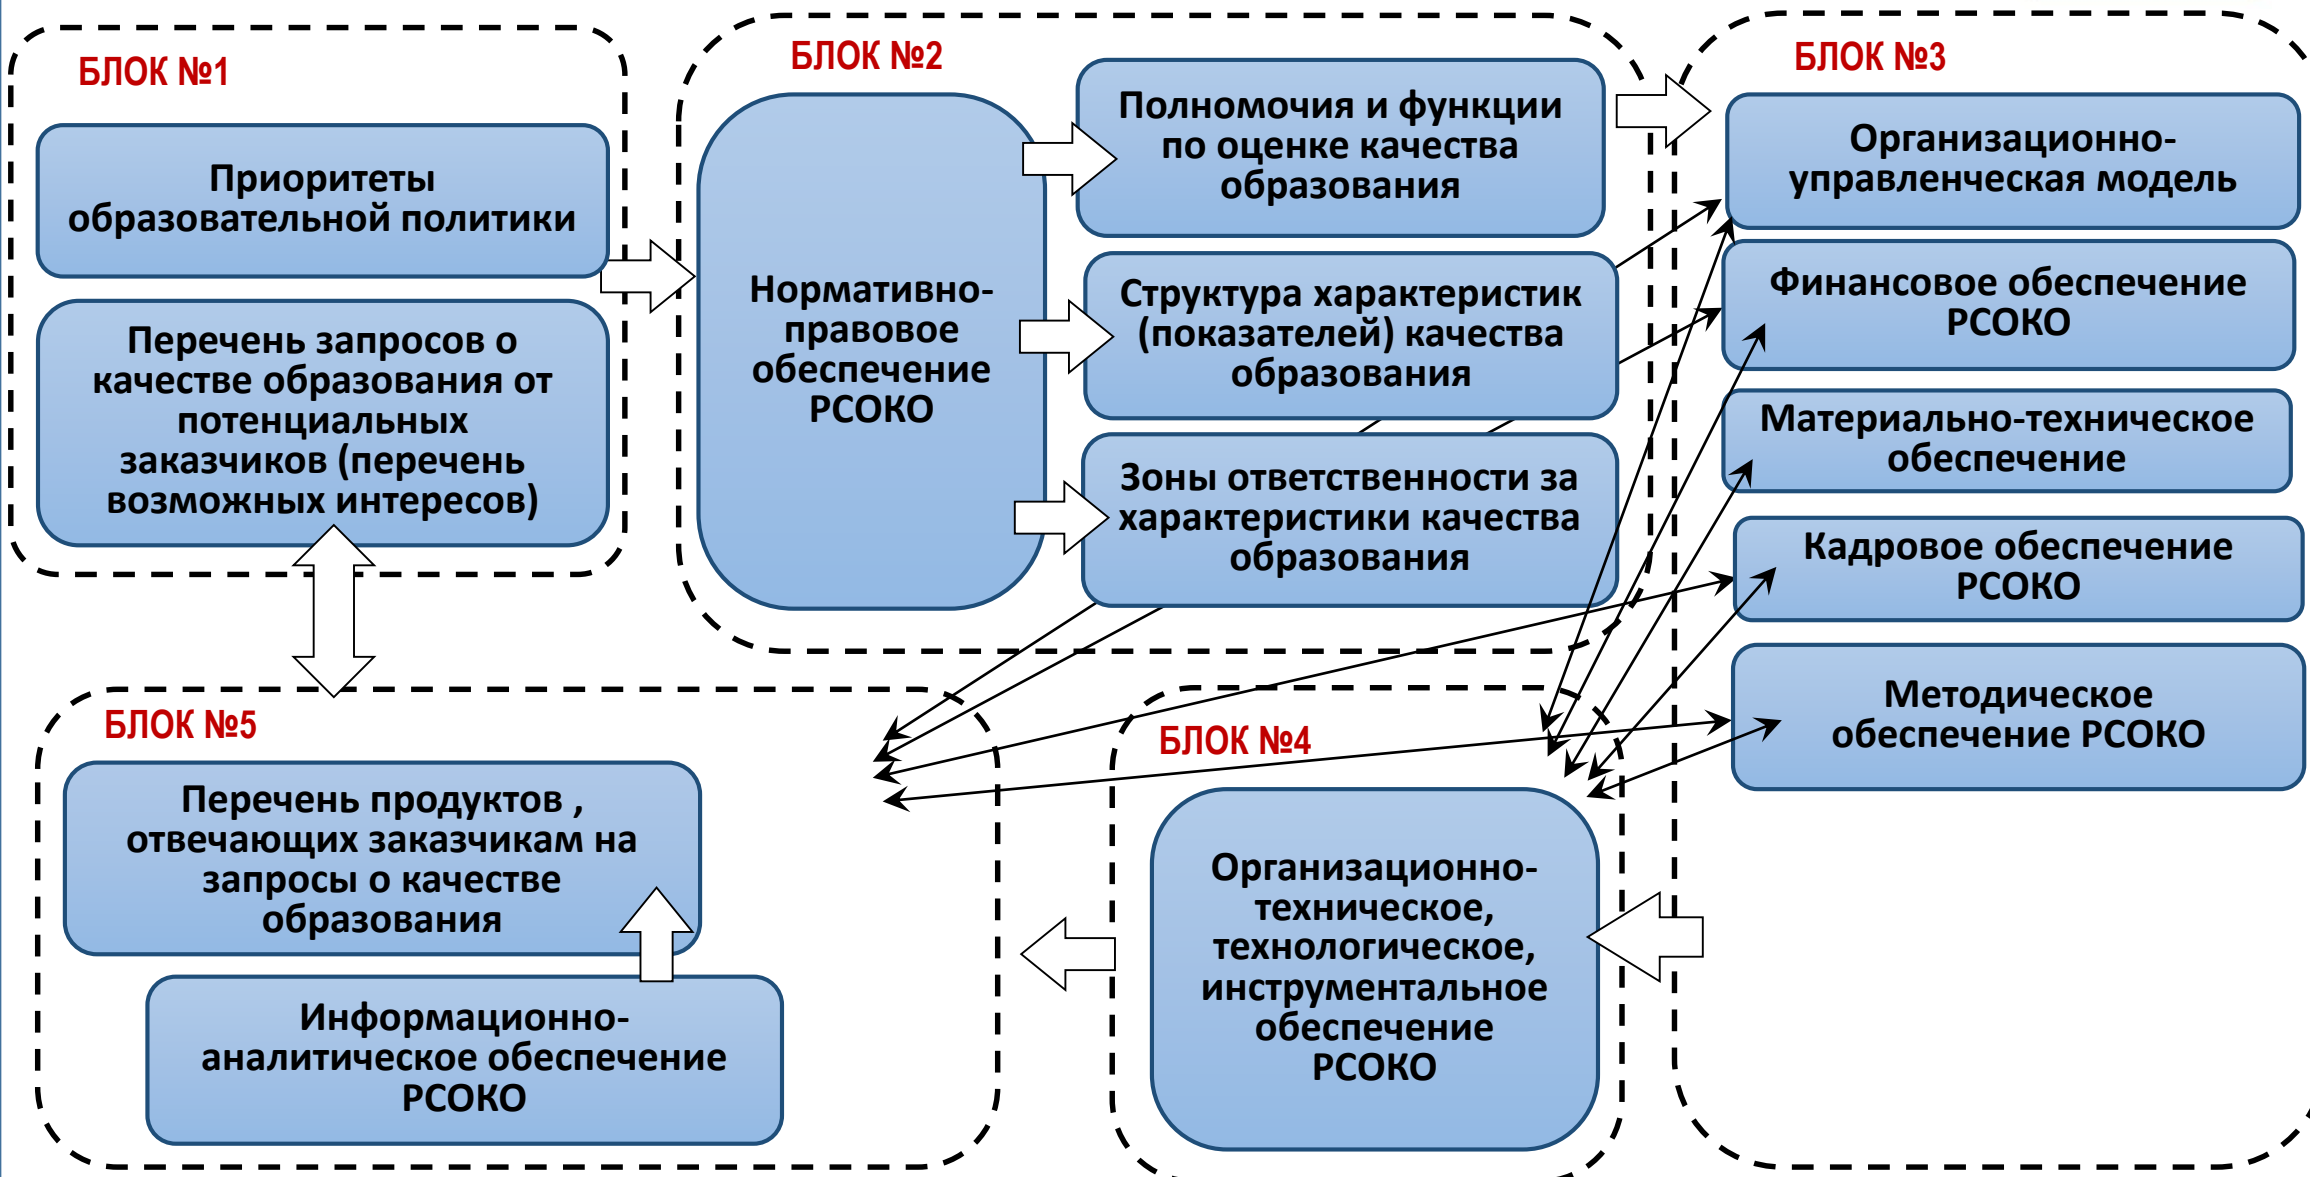 БЛОК №1
Приоритеты
образовательной политики
Перечень запросов о
качестве образования от
потенциальных
заказчиков (перечень
возможных интересов)
БЛОК №2
Нормативно-
правовое
обеспечение
РСОКО
Полномочия и функции
по оценке качества
образования
Структура характеристик
(показателей) качества
образования
Зоны ответственности за
характеристики качества
образования
БЛОК №3
Организационно-
управленческая модель
Финансовое обеспечение
РСОКО
Материально-техническое
обеспечение
Кадровое обеспечение
РСОКО
Методическое
обеспечение РСОКО
БЛОК №4
Организационно-
техническое,
технологическое,
инструментальное
обеспечение
РСОКО
БЛОК №5
Перечень продуктов ,
отвечающих заказчикам на
запросы о качестве
образования
Информационно-
аналитическое обеспечение
РСОКО